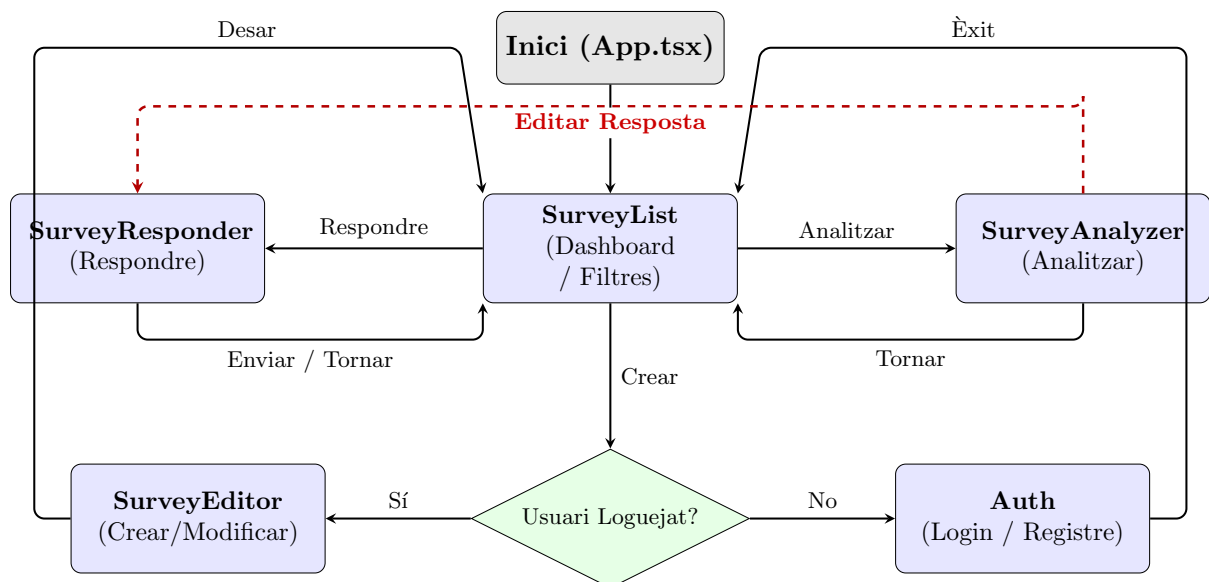 Desar
Èxit
Inici (App.tsx)
Editar Resposta
SurveyResponder
(Respondre)
Respondre
SurveyList
(Dashboard
/ Filtres)
Analitzar
SurveyAnalyzer
(Analitzar)
Enviar / Tornar
Tornar
Crear
SurveyEditor
(Crear/Modificar)
Sí
Usuari Loguejat?
No
Auth
(Login / Registre)